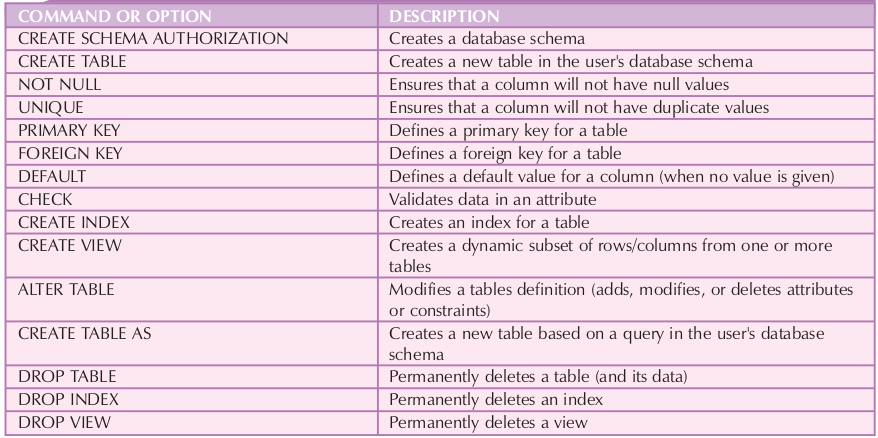 COMMAND OR OPTION DESCRIPTION
CREATE SCHEMA AUTHORIZATION Creates a database schema
CREATE TABLE Creates a new table in the user's database schema
NOT NULL Ensures that a column will not have null values
UNIQUE Ensures that a column will not have duplicate values
PRIMARY KEY Defines a primary key for a table
FOREIGN KEY Defines a foreign key for a table
DEFAULT Defines a default value for a column (when no value is given)
CHECK Validates data in an attribute
CREATE INDEX Creates an index for a table
CREATE VIEW Creates a dynamic subset of rows/columns from one or more
tables
ALTER TABLE Modifies a tables definition (adds, modifies, or deletes attributes
or constraints)
CREATE TABLE AS Creates a new table based on a query in the user's database
schema
DROP TABLE Permanently deletes a table (and its data)
DROP INDEX Permanently deletes an index
DROP VIEW Permanently deletes a view